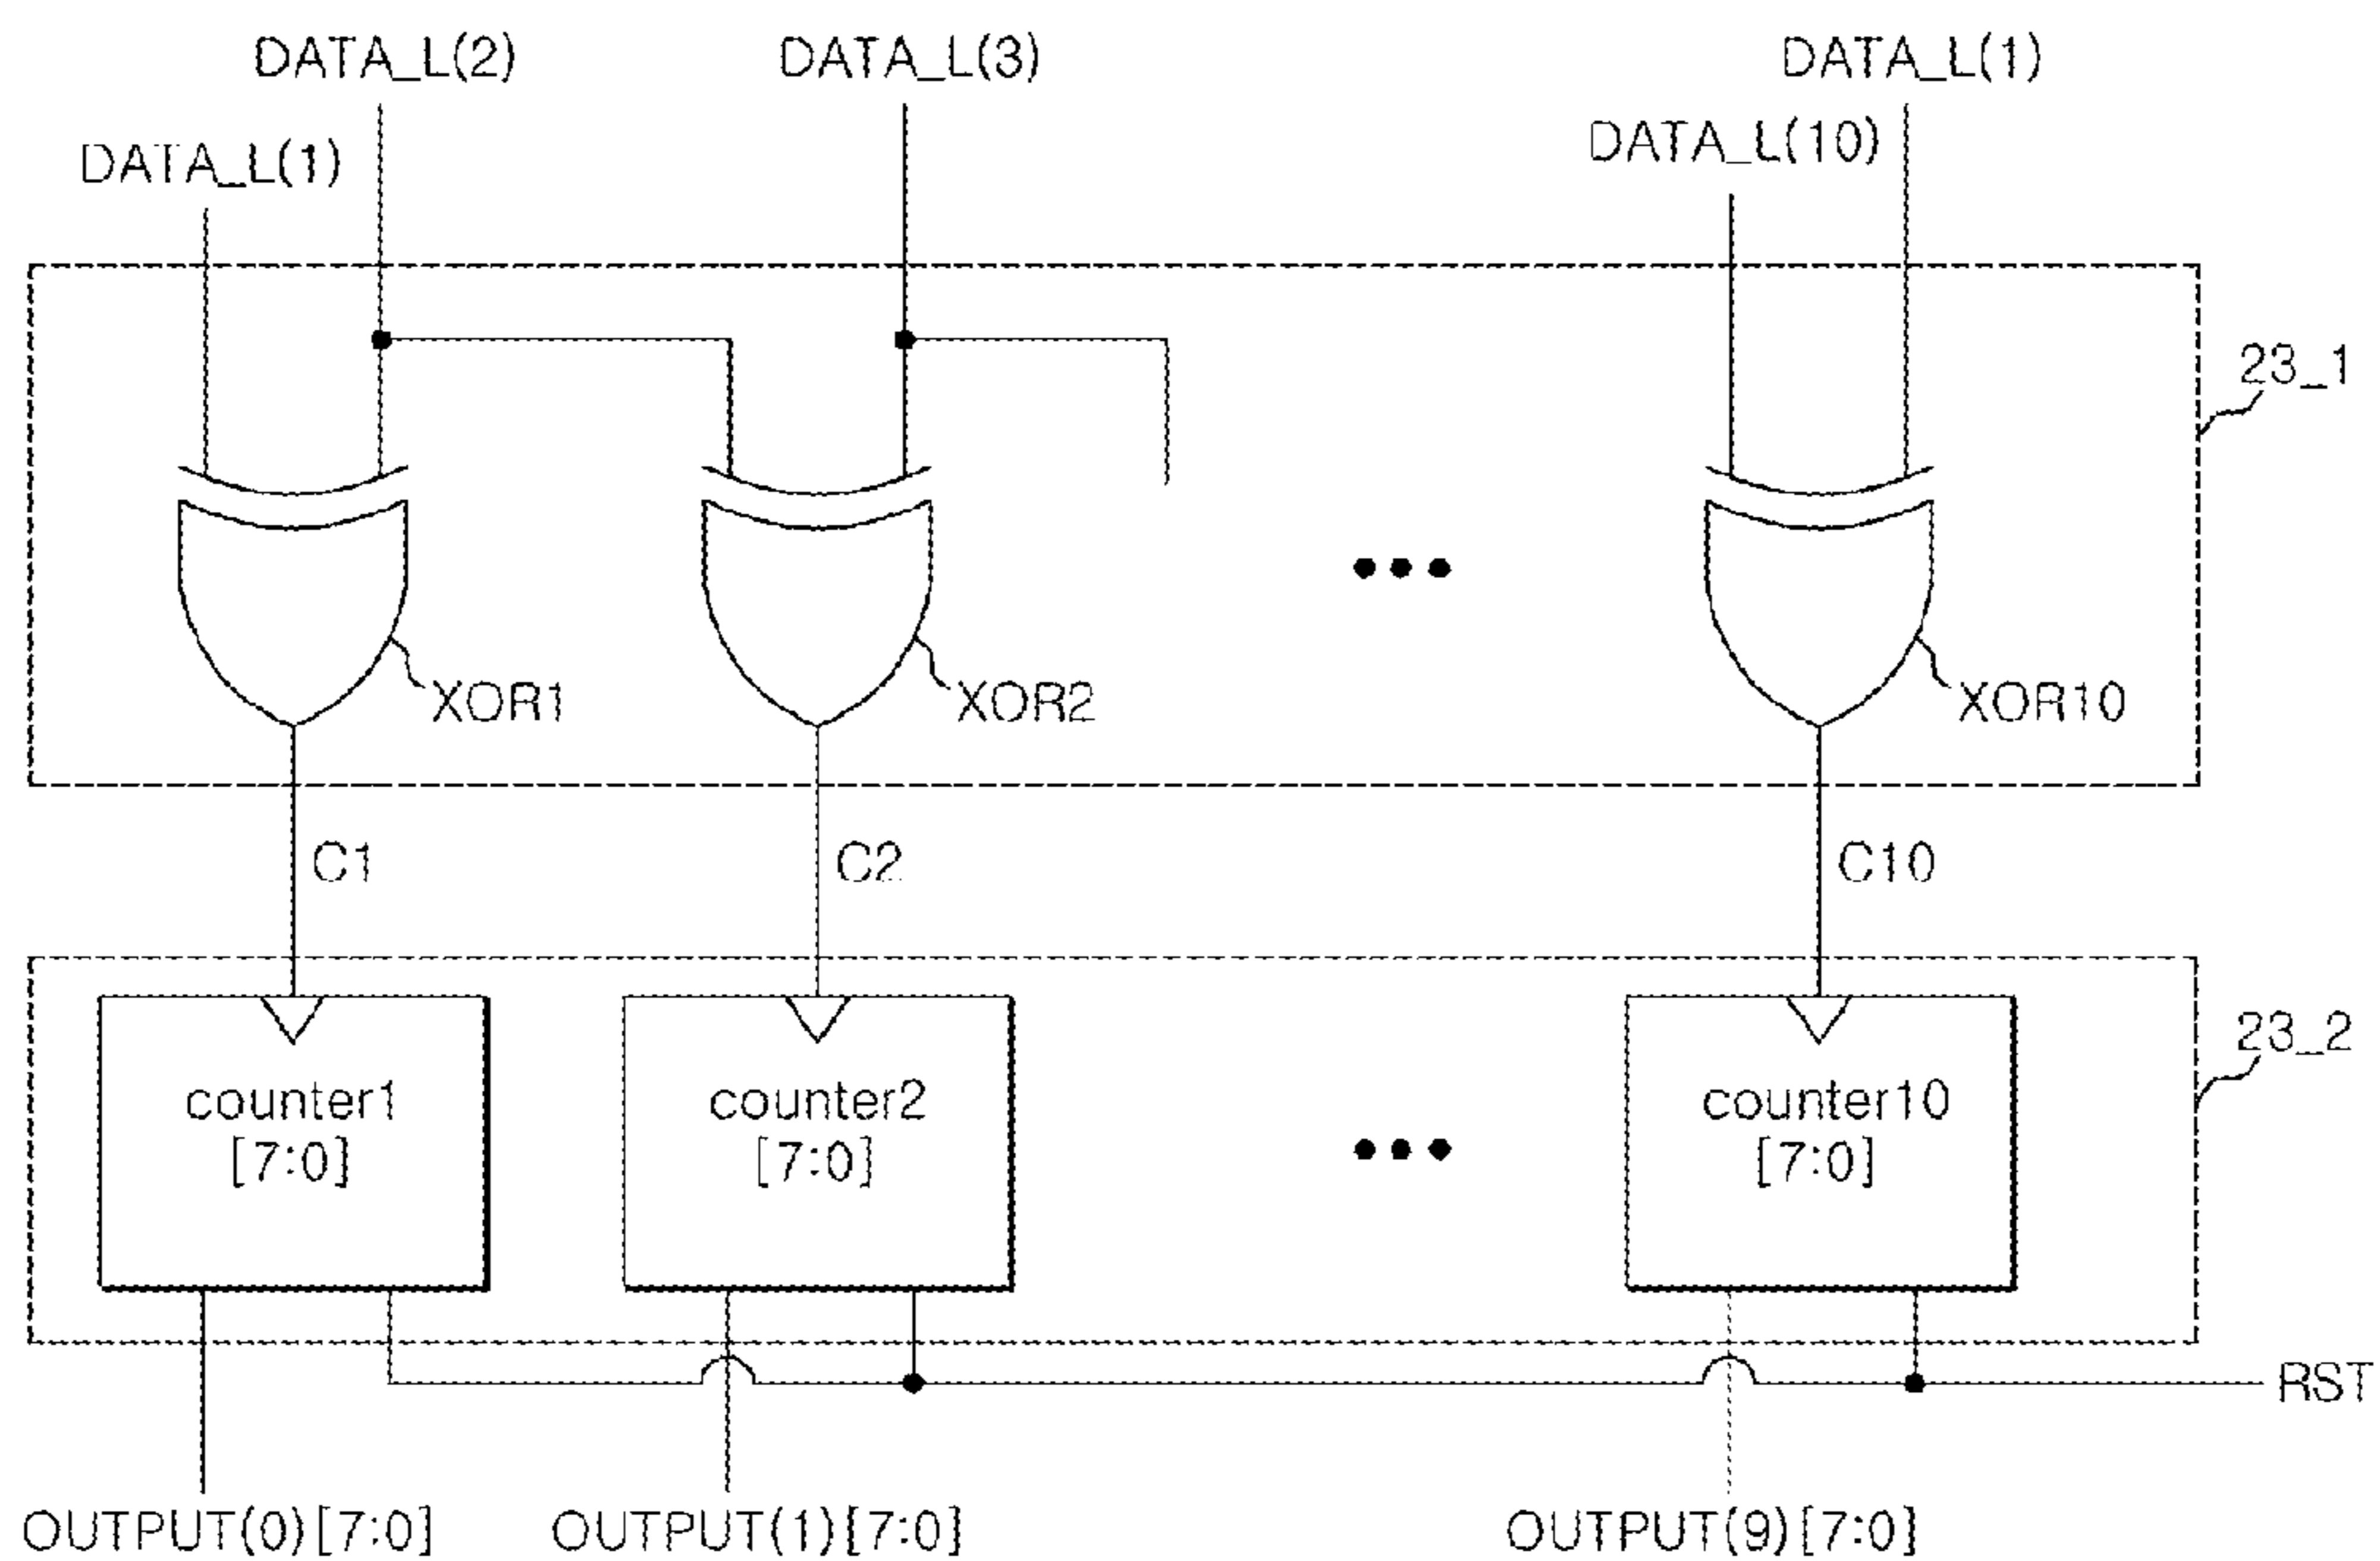 DATA_L(2)
DATA_L(3)
DATA_L(1)
DATA_L(1)
DATA_L(10)
23_1
XOR1
XOR2
XOR10
C1
C2
C10
23_2
counter1
[7:0]
counter2
[7:0]
counter10
[7:0]
RST
OUTPUT(0)[7:0]
OUTPUT(1)[7:0]
OUTPUT(9)[7:0]